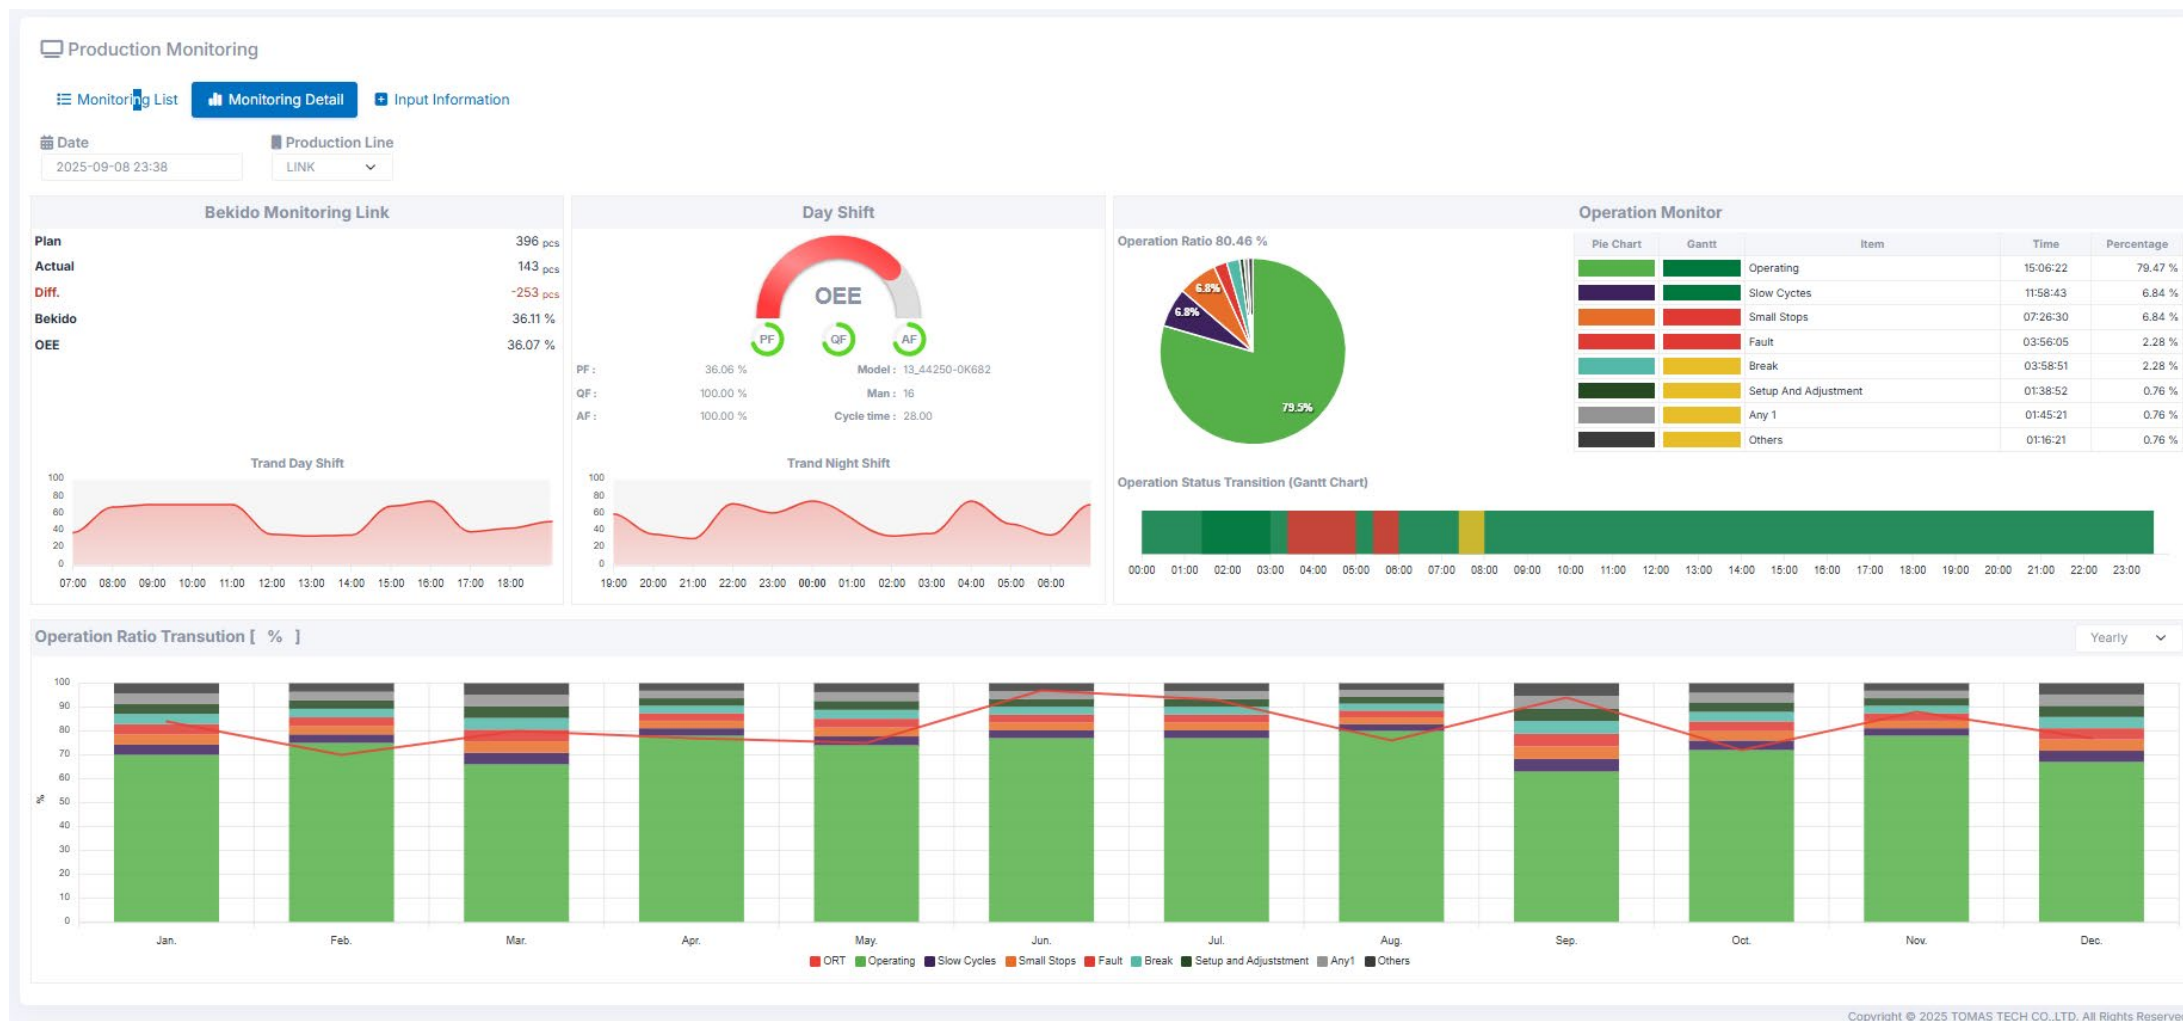 Production Monitoring
Monitoring List Monitoring Detail Input Information
Date Production Line
2025-09-08 23:38 LINK
Bekido Monitoring Link
Plan 396 pcs
Actual 143 pcs
Diff. -253 pcs
Bekido 36.11 %
OEE 36.07 %
Trand Day Shift
100
80
60
40
20
0
07:00 08:00 09:00 10:00 11:00 12:00 13:00 14:00 15:00 16:00 17:00 18:00
Day Shift
OEE
PF QF AF
PF : 36.06 % Model : 13_44250-0K682
QF : 100.00 % Man : 16
AF : 100.00 % Cycle time : 28.00
Trand Night Shift
100
80
60
40
20
0
19:00 20:00 21:00 22:00 23:00 00:00 01:00 02:00 03:00 04:00 05:00 06:00
Operation Monitor
Operation Ratio 80.46 %
6.8%
6.8%
79.5%
Pie Chart Gantt Item Time Percentage
Operating 15:06:22 79.47 %
Slow Cyctes 11:58:43 6.84 %
Small Stops 07:26:30 6.84 %
Fault 03:56:05 2.28 %
Break 03:58:51 2.28 %
Setup And Adjustment 01:38:52 0.76 %
Any 1 01:45:21 0.76 %
Others 01:16:21 0.76 %
Operation Status Transition (Gantt Chart)
00:00 01:00 02:00 03:00 04:00 05:00 06:00 07:00 08:00 09:00 10:00 11:00 12:00 13:00 14:00 15:00 16:00 17:00 18:00 19:00 20:00 21:00 22:00 23:00
Operation Ratio Transution [ % ] Yearly
100
90
80
70
60
50
40
30
20
10
0
%
Jan. Feb. Mar. Apr. May. Jun. Jul. Aug. Sep. Oct. Nov. Dec.
ORT Operating Slow Cycles Small Stops Fault Break Setup and Adjuststment Any1 Others
Copyright © 2025 TOMAS TECH CO.,LTD. All Rights Reserve